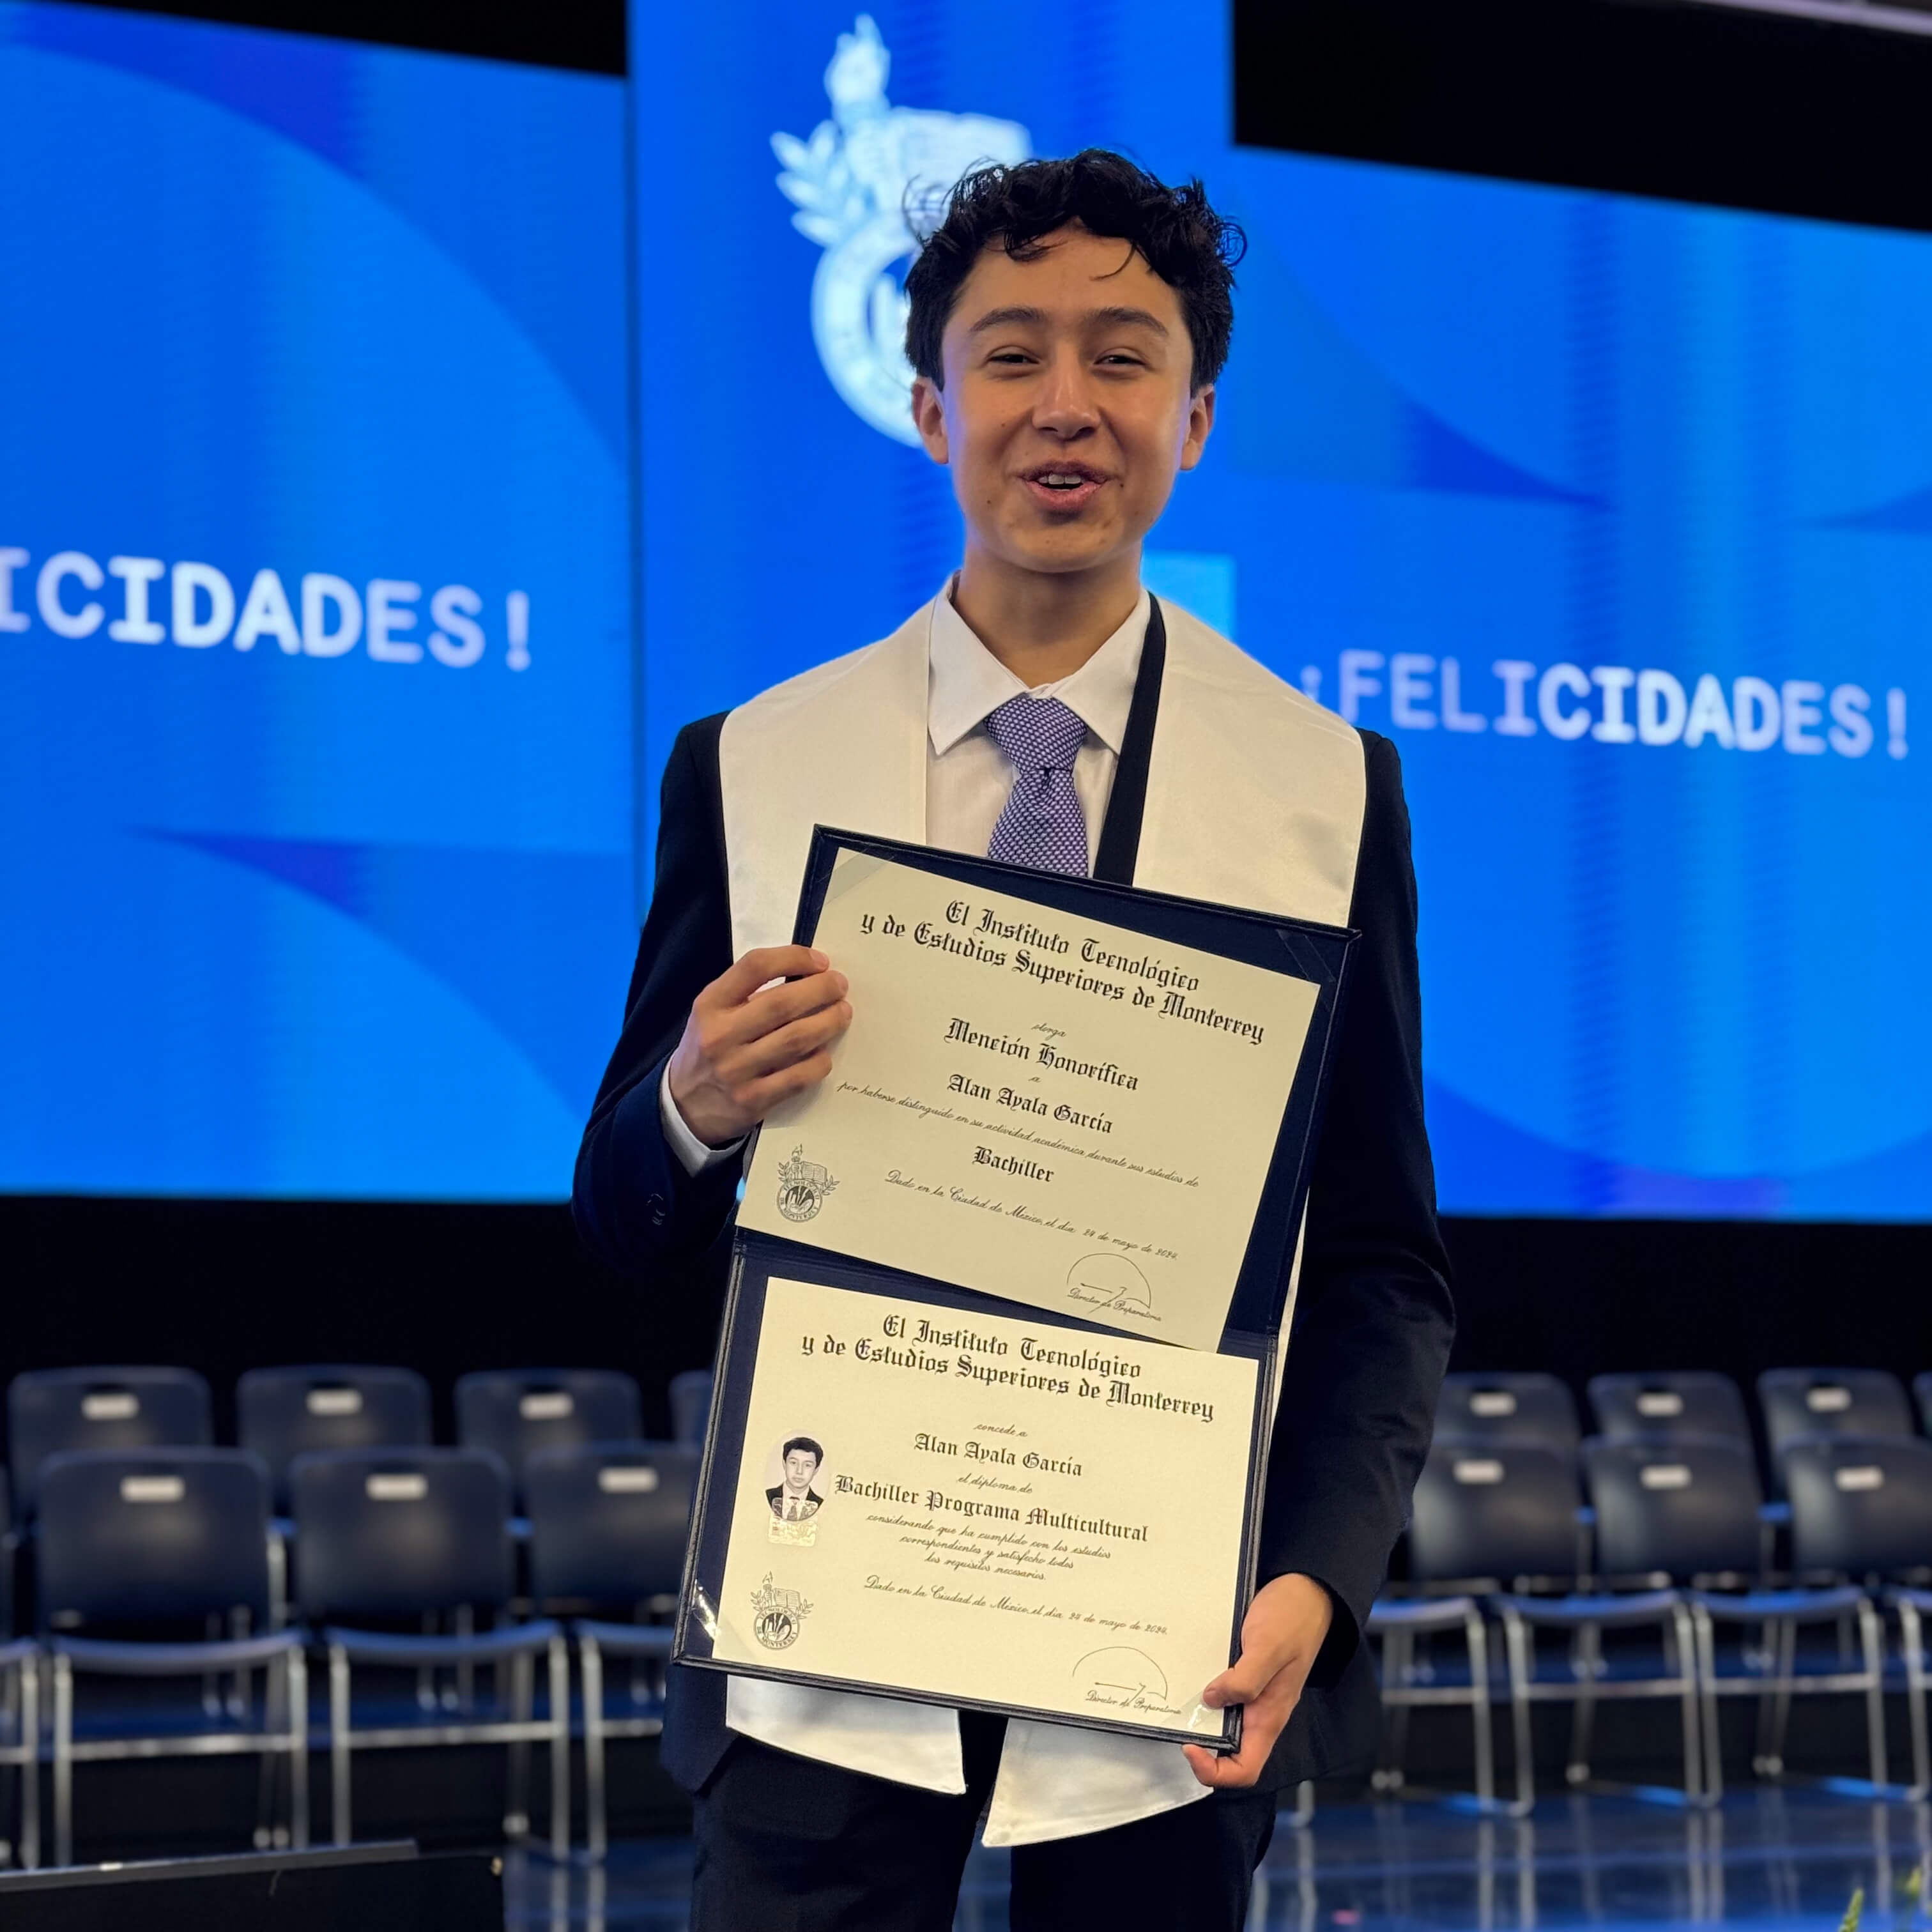 ICIDADES!
¡FELICIDADES!
El Instituto Tecnológico
y de Estudios Superiores de Monterrey
otorga
Mención Honorífica
a
Alan Ayala García
por haberse distinguido en su actividad académica durante sus estudios de
Bachiller
Dado en la Ciudad de México, el día 24 de mayo de 2024.
Director de Preparatoria
El Instituto Tecnológico
y de Estudios Superiores de Monterrey
concede a
Alan Ayala García
el diploma de
Bachiller Programa Multicultural
considerando que ha cumplido con los estudios
correspondientes y satisfecho todos
los requisitos necesarios.
Dado en la Ciudad de México, el día 24 de mayo de 2024.
DE MONTERREY
Director de Preparatoria